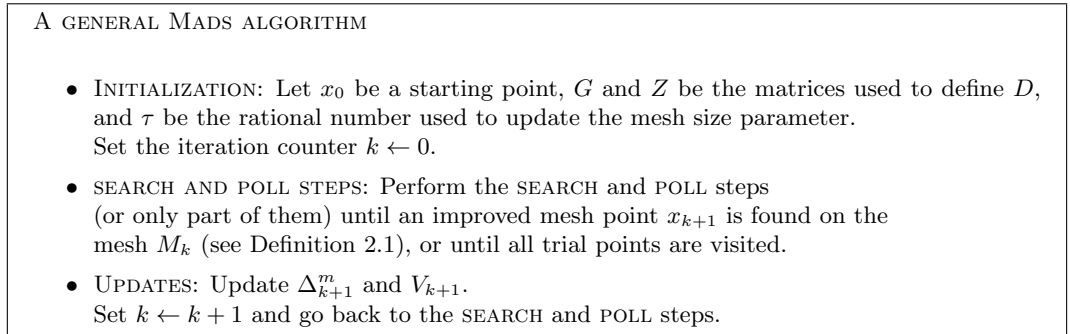 A GENERAL MADS ALGORITHM
• INITIALIZATION: Let x₀ be a starting point, G and Z be the matrices used to define D,
and τ be the rational number used to update the mesh size parameter.
Set the iteration counter k ← 0.
• SEARCH AND POLL STEPS: Perform the SEARCH and POLL steps
(or only part of them) until an improved mesh point xₖ₊₁ is found on the
mesh Mₖ (see Definition 2.1), or until all trial points are visited.
• UPDATES: Update Δᵐₖ₊₁ and Vₖ₊₁.
Set k ← k + 1 and go back to the SEARCH and POLL steps.